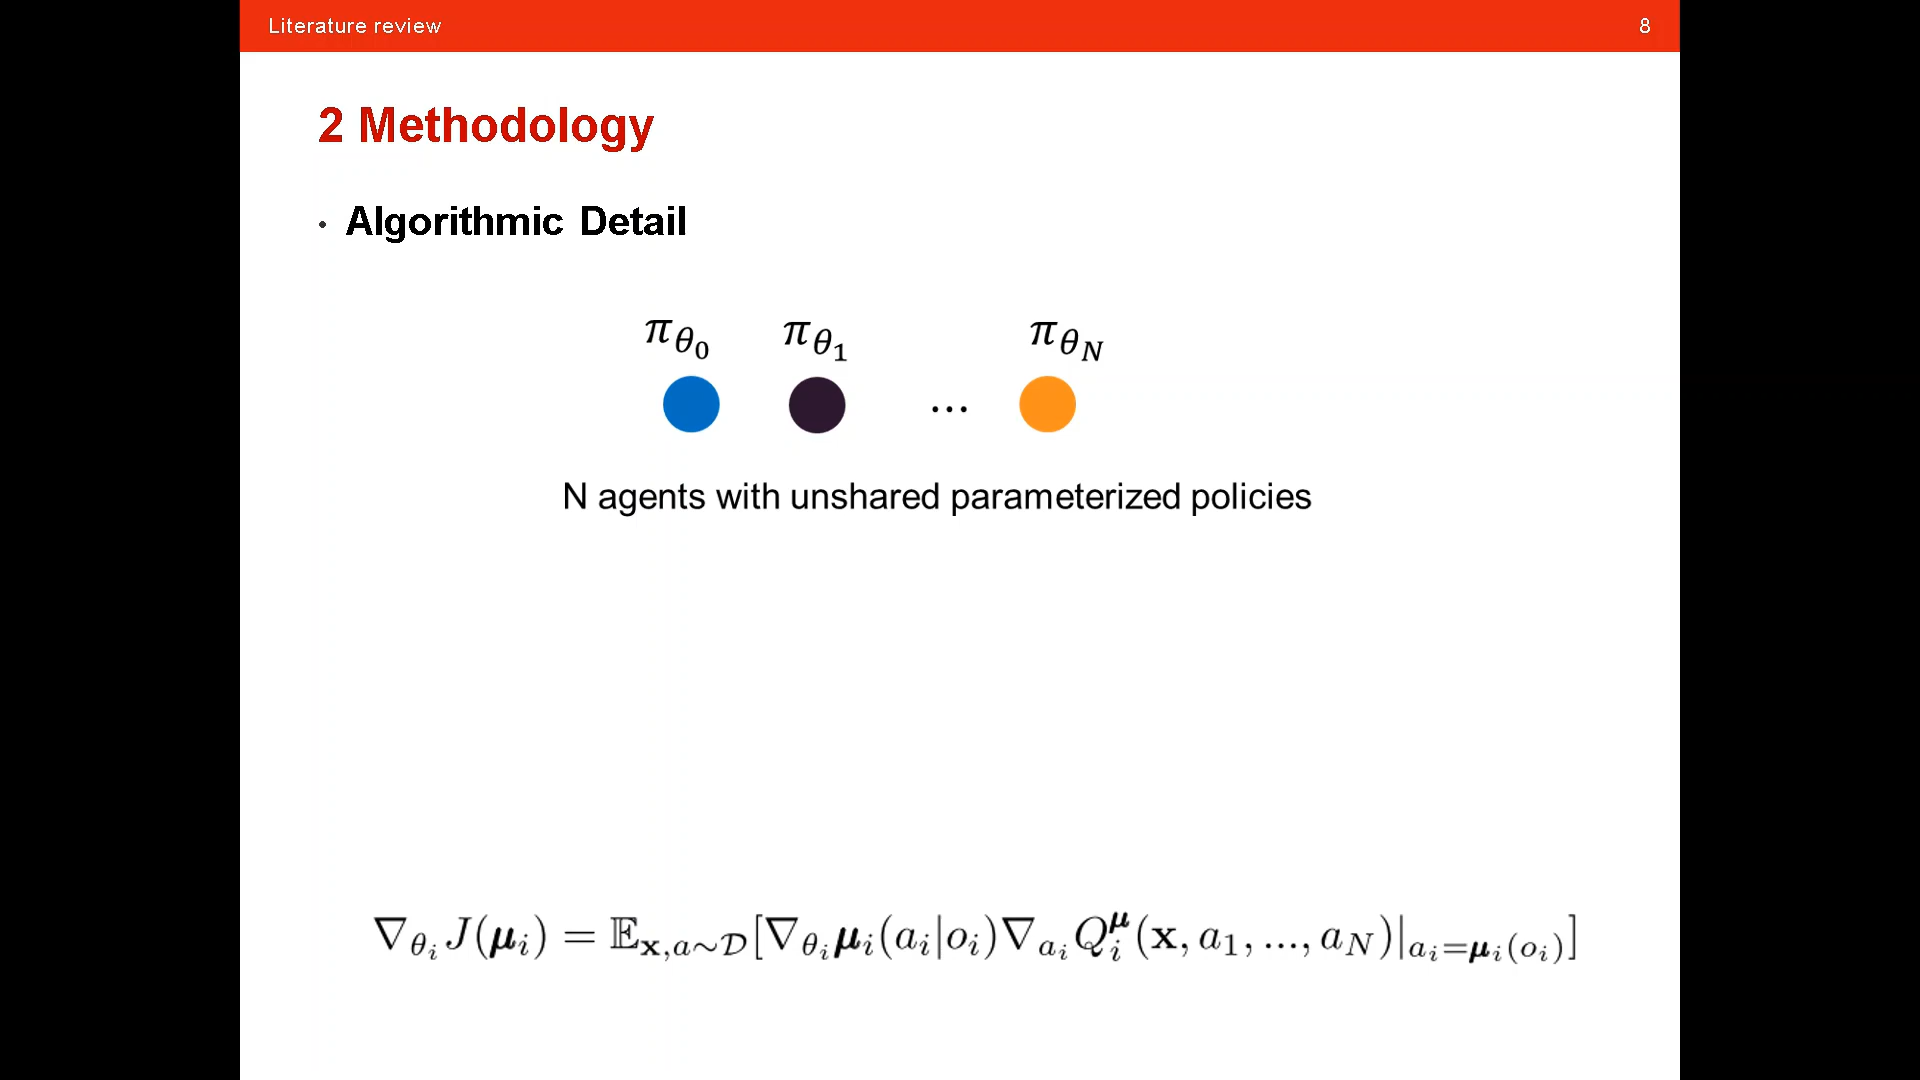 Literature review 8
2 Methodology
• Algorithmic Detail
π_{θ_0} π_{θ_1} π_{θ_N}
...
N agents with unshared parameterized policies
∇_{θ_i} J(μ_i) = 𝔼_{x,a∼𝒟}[∇_{θ_i} μ_i(a_i|o_i) ∇_{a_i} Q_i^μ(x, a_1, ..., a_N)|_{a_i=μ_i(o_i)}]